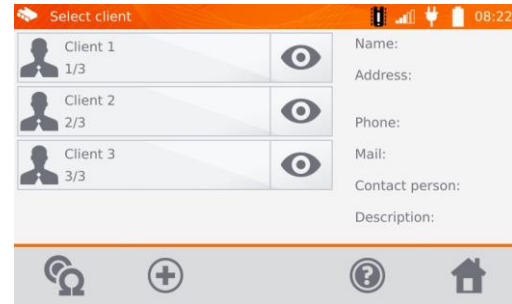 Select client
08:22
Client 1
1/3
Client 2
2/3
Client 3
3/3
Name:
Address:
Phone:
Mail:
Contact person:
Description: